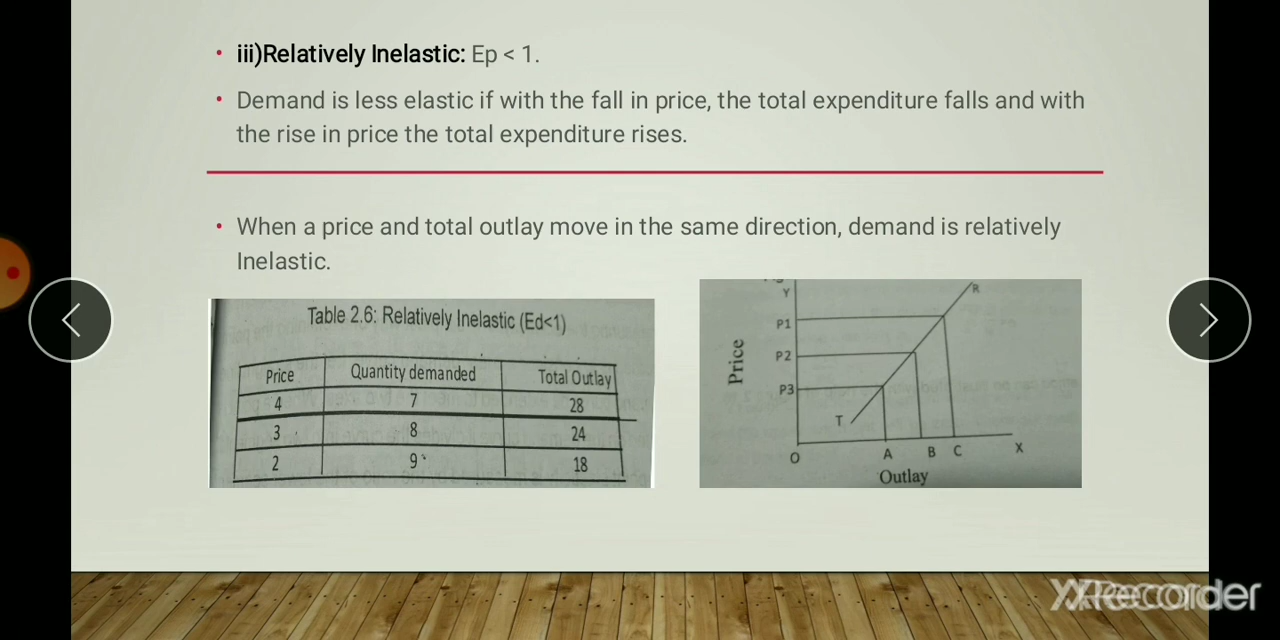 iii)Relatively Inelastic: Ep < 1.
Demand is less elastic if with the fall in price, the total expenditure falls and with
the rise in price the total expenditure rises.
When a price and total outlay move in the same direction, demand is relatively
Inelastic.
Table 2.6: Relatively Inelastic (Ed<1)
Price Quantity demanded Total Outlay
4 7 28
3 8 24
2 9 18
Y
R
P1
P2
P3
Price
T
O A B C X
Outlay
XRecorder